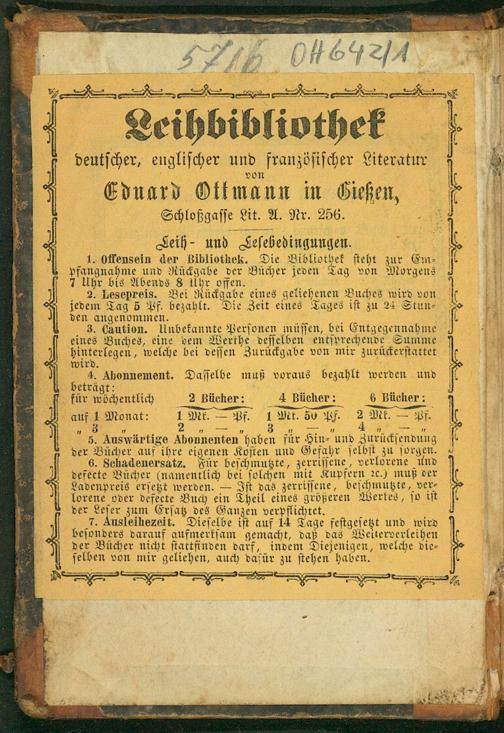 5716 OH642/1
Leihbibliothek
deutscher, englischer und französischer Literatur
von
Eduard Ottmann in Gießen,
Schloßgasse Lit. A. Nr. 256.
Leih- und Lesebedingungen.
1. Offensein der Bibliothek. Die Bibliothek steht zur Em-
pfangnahme und Rückgabe der Bücher jeden Tag von Morgens
7 Uhr bis Abends 8 Uhr offen.
2. Lesepreis. Bei Rückgabe eines geliehenen Buches wird von
jedem Tag 5 Pf. bezahlt. Die Zeit eines Tages ist zu 24 Stun-
den angenommen.
3. Caution. Unbekannte Personen müssen, bei Entgegennahme
eines Buches, eine dem Werthe desselben entsprechende Summe
hinterlegen, welche bei dessen Zurückgabe von mir zurückerstattet
wird.
4. Abonnement. Dasselbe muß voraus bezahlt werden und
beträgt:
für wöchentlich 2 Bücher: 4 Bücher: 6 Bücher:
auf 1 Monat: 1 Mk. — Pf. 1 Mk. 50 Pf. 2 Mk. — Pf.
„ 3 „ 2 „ — „ 3 „ — „ 4 „ — „
5. Auswärtige Abonnenten haben für Hin- und Zurücksendung
der Bücher auf ihre eigenen Kosten und Gefahr selbst zu sorgen.
6. Schadenersatz. Für beschmutzte, zerrissene, verlorene und
defecte Bücher (namentlich bei solchen mit Kupfern ꝛc.) muß der
Ladenpreis ersetzt werden. — Ist das zerrissene, beschmutzte, ver-
lorene oder defecte Buch ein Theil eines größeren Wertes, so ist
der Leser zum Ersatz des Ganzen verpflichtet.
7. Ausleihezeit. Dieselbe ist auf 14 Tage festgesetzt und wird
besonders darauf aufmerksam gemacht, daß das Weiterverleihen
der Bücher nicht stattfinden darf, indem Diejenigen, welche die-
selben von mir geliehen, auch dafür zu stehen haben.